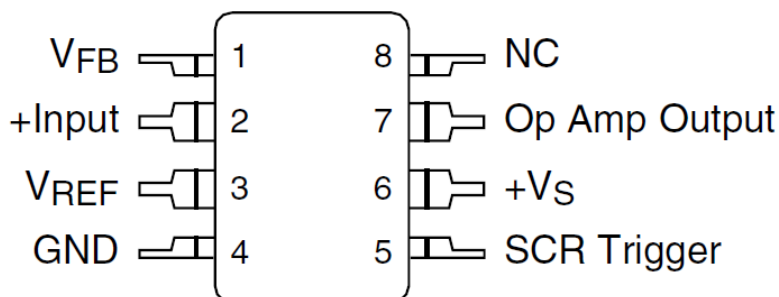 VFB 1 8 NC
+Input 2 7 Op Amp Output
VREF 3 6 +VS
GND 4 5 SCR Trigger